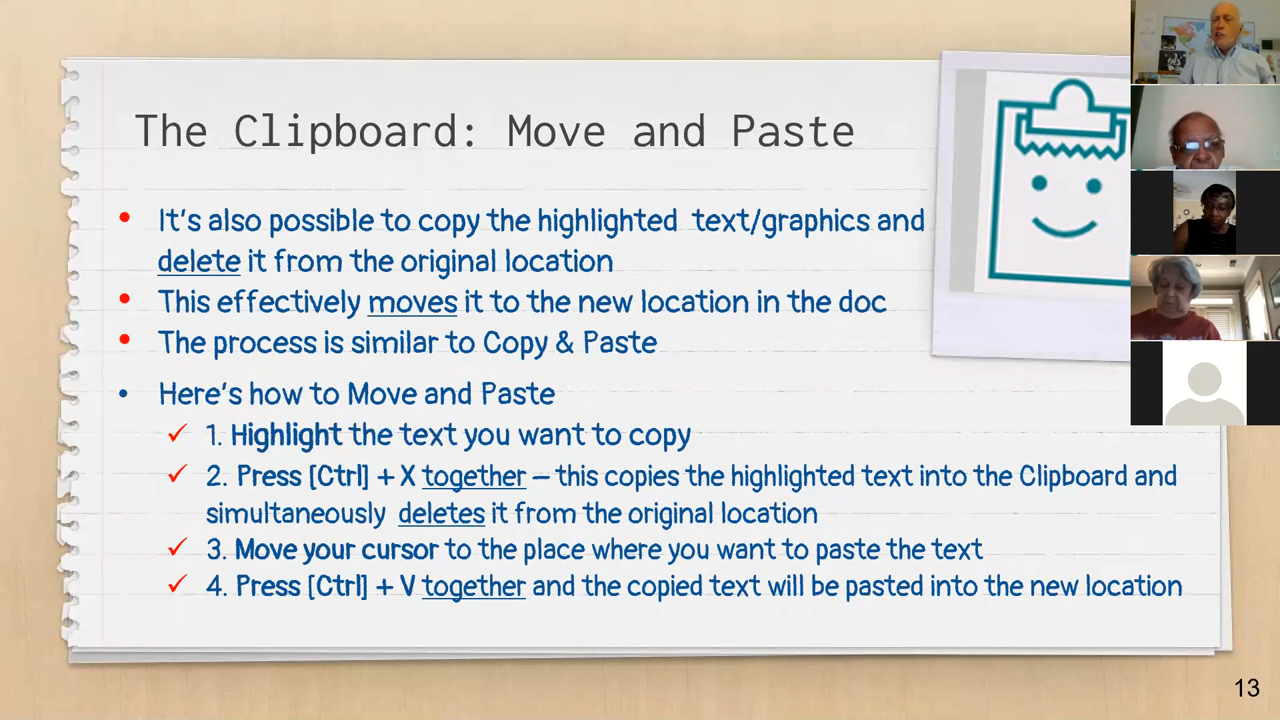 The Clipboard: Move and Paste
• It's also possible to copy the highlighted text/graphics and
delete it from the original location
• This effectively moves it to the new location in the doc
• The process is similar to Copy & Paste
• Here's how to Move and Paste
✓ 1. Highlight the text you want to copy
✓ 2. Press [Ctrl] + X together – this copies the highlighted text into the Clipboard and
simultaneously deletes it from the original location
✓ 3. Move your cursor to the place where you want to paste the text
✓ 4. Press [Ctrl] + V together and the copied text will be pasted into the new location
13